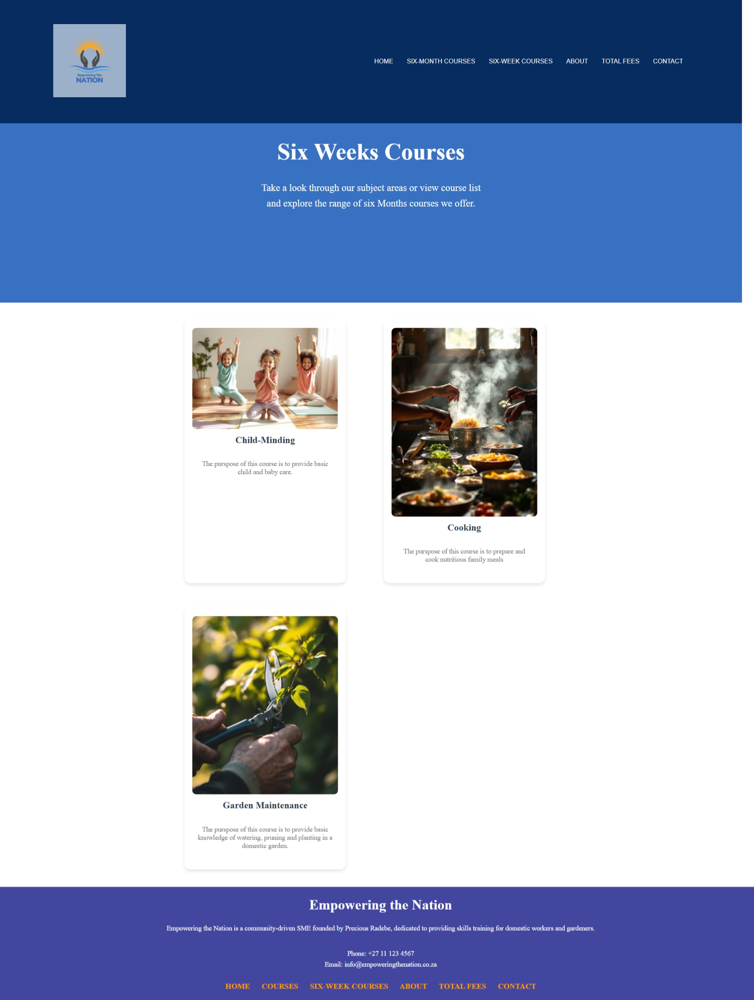 Empowering The
NATION
HOME SIX-MONTH COURSES SIX-WEEK COURSES ABOUT TOTAL FEES CONTACT
Six Weeks Courses
Take a look through our subject areas or view course list
and explore the range of six Months courses we offer.
Child-Minding
The purspose of this course is to provide basic
child and baby care.
Cooking
The purspose of this course is to prepare and
cook nutritious family meals
Garden Maintenance
The purspose of this course is to provide basic
knowledge of watering, pruning and planting in a
domestic garden.
Empowering the Nation
Empowering the Nation is a community-driven SME founded by Precious Radebe, dedicated to providing skills training for domestic workers and gardeners.
Phone: +27 11 123 4567
Email: info@empoweringthenation.co.za
HOME COURSES SIX-WEEK COURSES ABOUT TOTAL FEES CONTACT